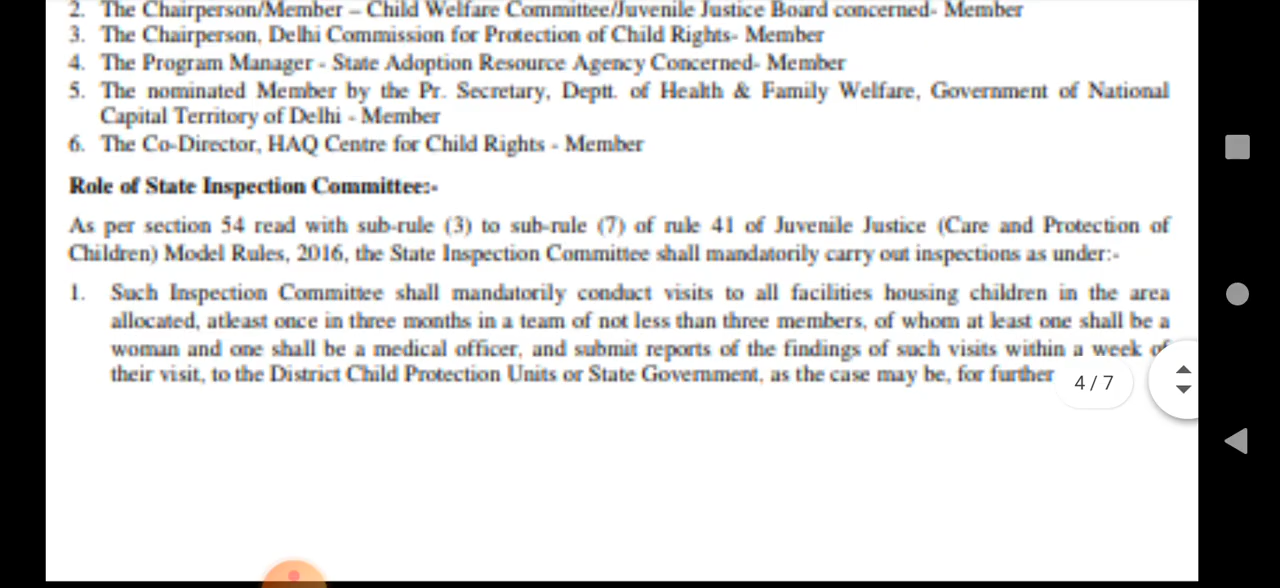 2. The Chairperson/Member – Child Welfare Committee/Juvenile Justice Board concerned- Member
3. The Chairperson, Delhi Commission for Protection of Child Rights- Member
4. The Program Manager - State Adoption Resource Agency Concerned- Member
5. The nominated Member by the Pr. Secretary, Deptt. of Health & Family Welfare, Government of National
Capital Territory of Delhi - Member
6. The Co-Director, HAQ Centre for Child Rights - Member
Role of State Inspection Committee:-
As per section 54 read with sub-rule (3) to sub-rule (7) of rule 41 of Juvenile Justice (Care and Protection of
Children) Model Rules, 2016, the State Inspection Committee shall mandatorily carry out inspections as under:-
1. Such Inspection Committee shall mandatorily conduct visits to all facilities housing children in the area
allocated, atleast once in three months in a team of not less than three members, of whom at least one shall be a
woman and one shall be a medical officer, and submit reports of the findings of such visits within a week of
their visit, to the District Child Protection Units or State Government, as the case may be, for further
4 / 7